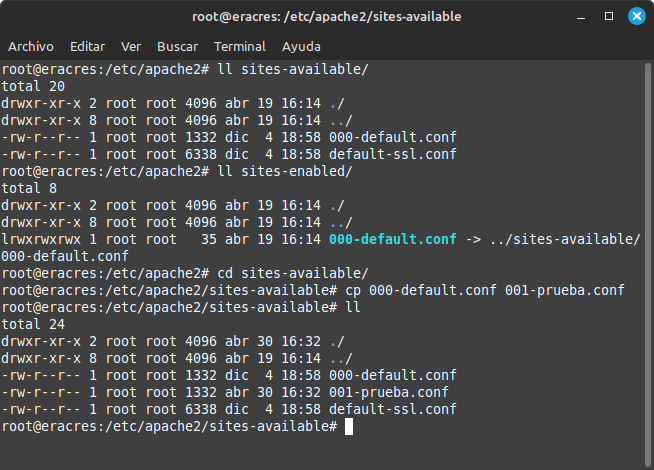 root@eracres: /etc/apache2/sites-available
Archivo Editar Ver Buscar Terminal Ayuda
root@eracres:/etc/apache2# ll sites-available/
total 20
drwxr-xr-x 2 root root 4096 abr 19 16:14 ./
drwxr-xr-x 8 root root 4096 abr 19 16:14 ../
-rw-r--r-- 1 root root 1332 dic  4 18:58 000-default.conf
-rw-r--r-- 1 root root 6338 dic  4 18:58 default-ssl.conf
root@eracres:/etc/apache2# ll sites-enabled/
total 8
drwxr-xr-x 2 root root 4096 abr 19 16:14 ./
drwxr-xr-x 8 root root 4096 abr 19 16:14 ../
lrwxrwxrwx 1 root root   35 abr 19 16:14 000-default.conf -> ../sites-available/
000-default.conf
root@eracres:/etc/apache2# cd sites-available/
root@eracres:/etc/apache2/sites-available# cp 000-default.conf 001-prueba.conf
root@eracres:/etc/apache2/sites-available# ll
total 24
drwxr-xr-x 2 root root 4096 abr 30 16:32 ./
drwxr-xr-x 8 root root 4096 abr 19 16:14 ../
-rw-r--r-- 1 root root 1332 dic  4 18:58 000-default.conf
-rw-r--r-- 1 root root 1332 abr 30 16:32 001-prueba.conf
-rw-r--r-- 1 root root 6338 dic  4 18:58 default-ssl.conf
root@eracres:/etc/apache2/sites-available#